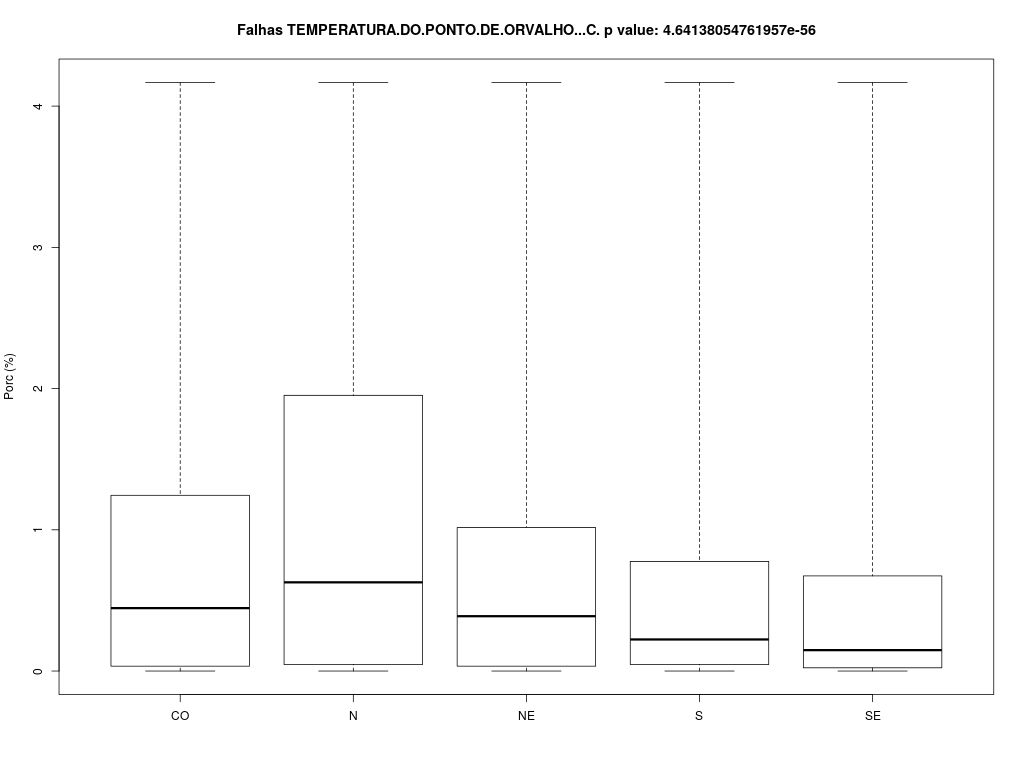 Falhas TEMPERATURA.DO.PONTO.DE.ORVALHO...C. p value: 4.64138054761957e-56
Porc (%)
4
3
2
1
0
CO N NE S SE